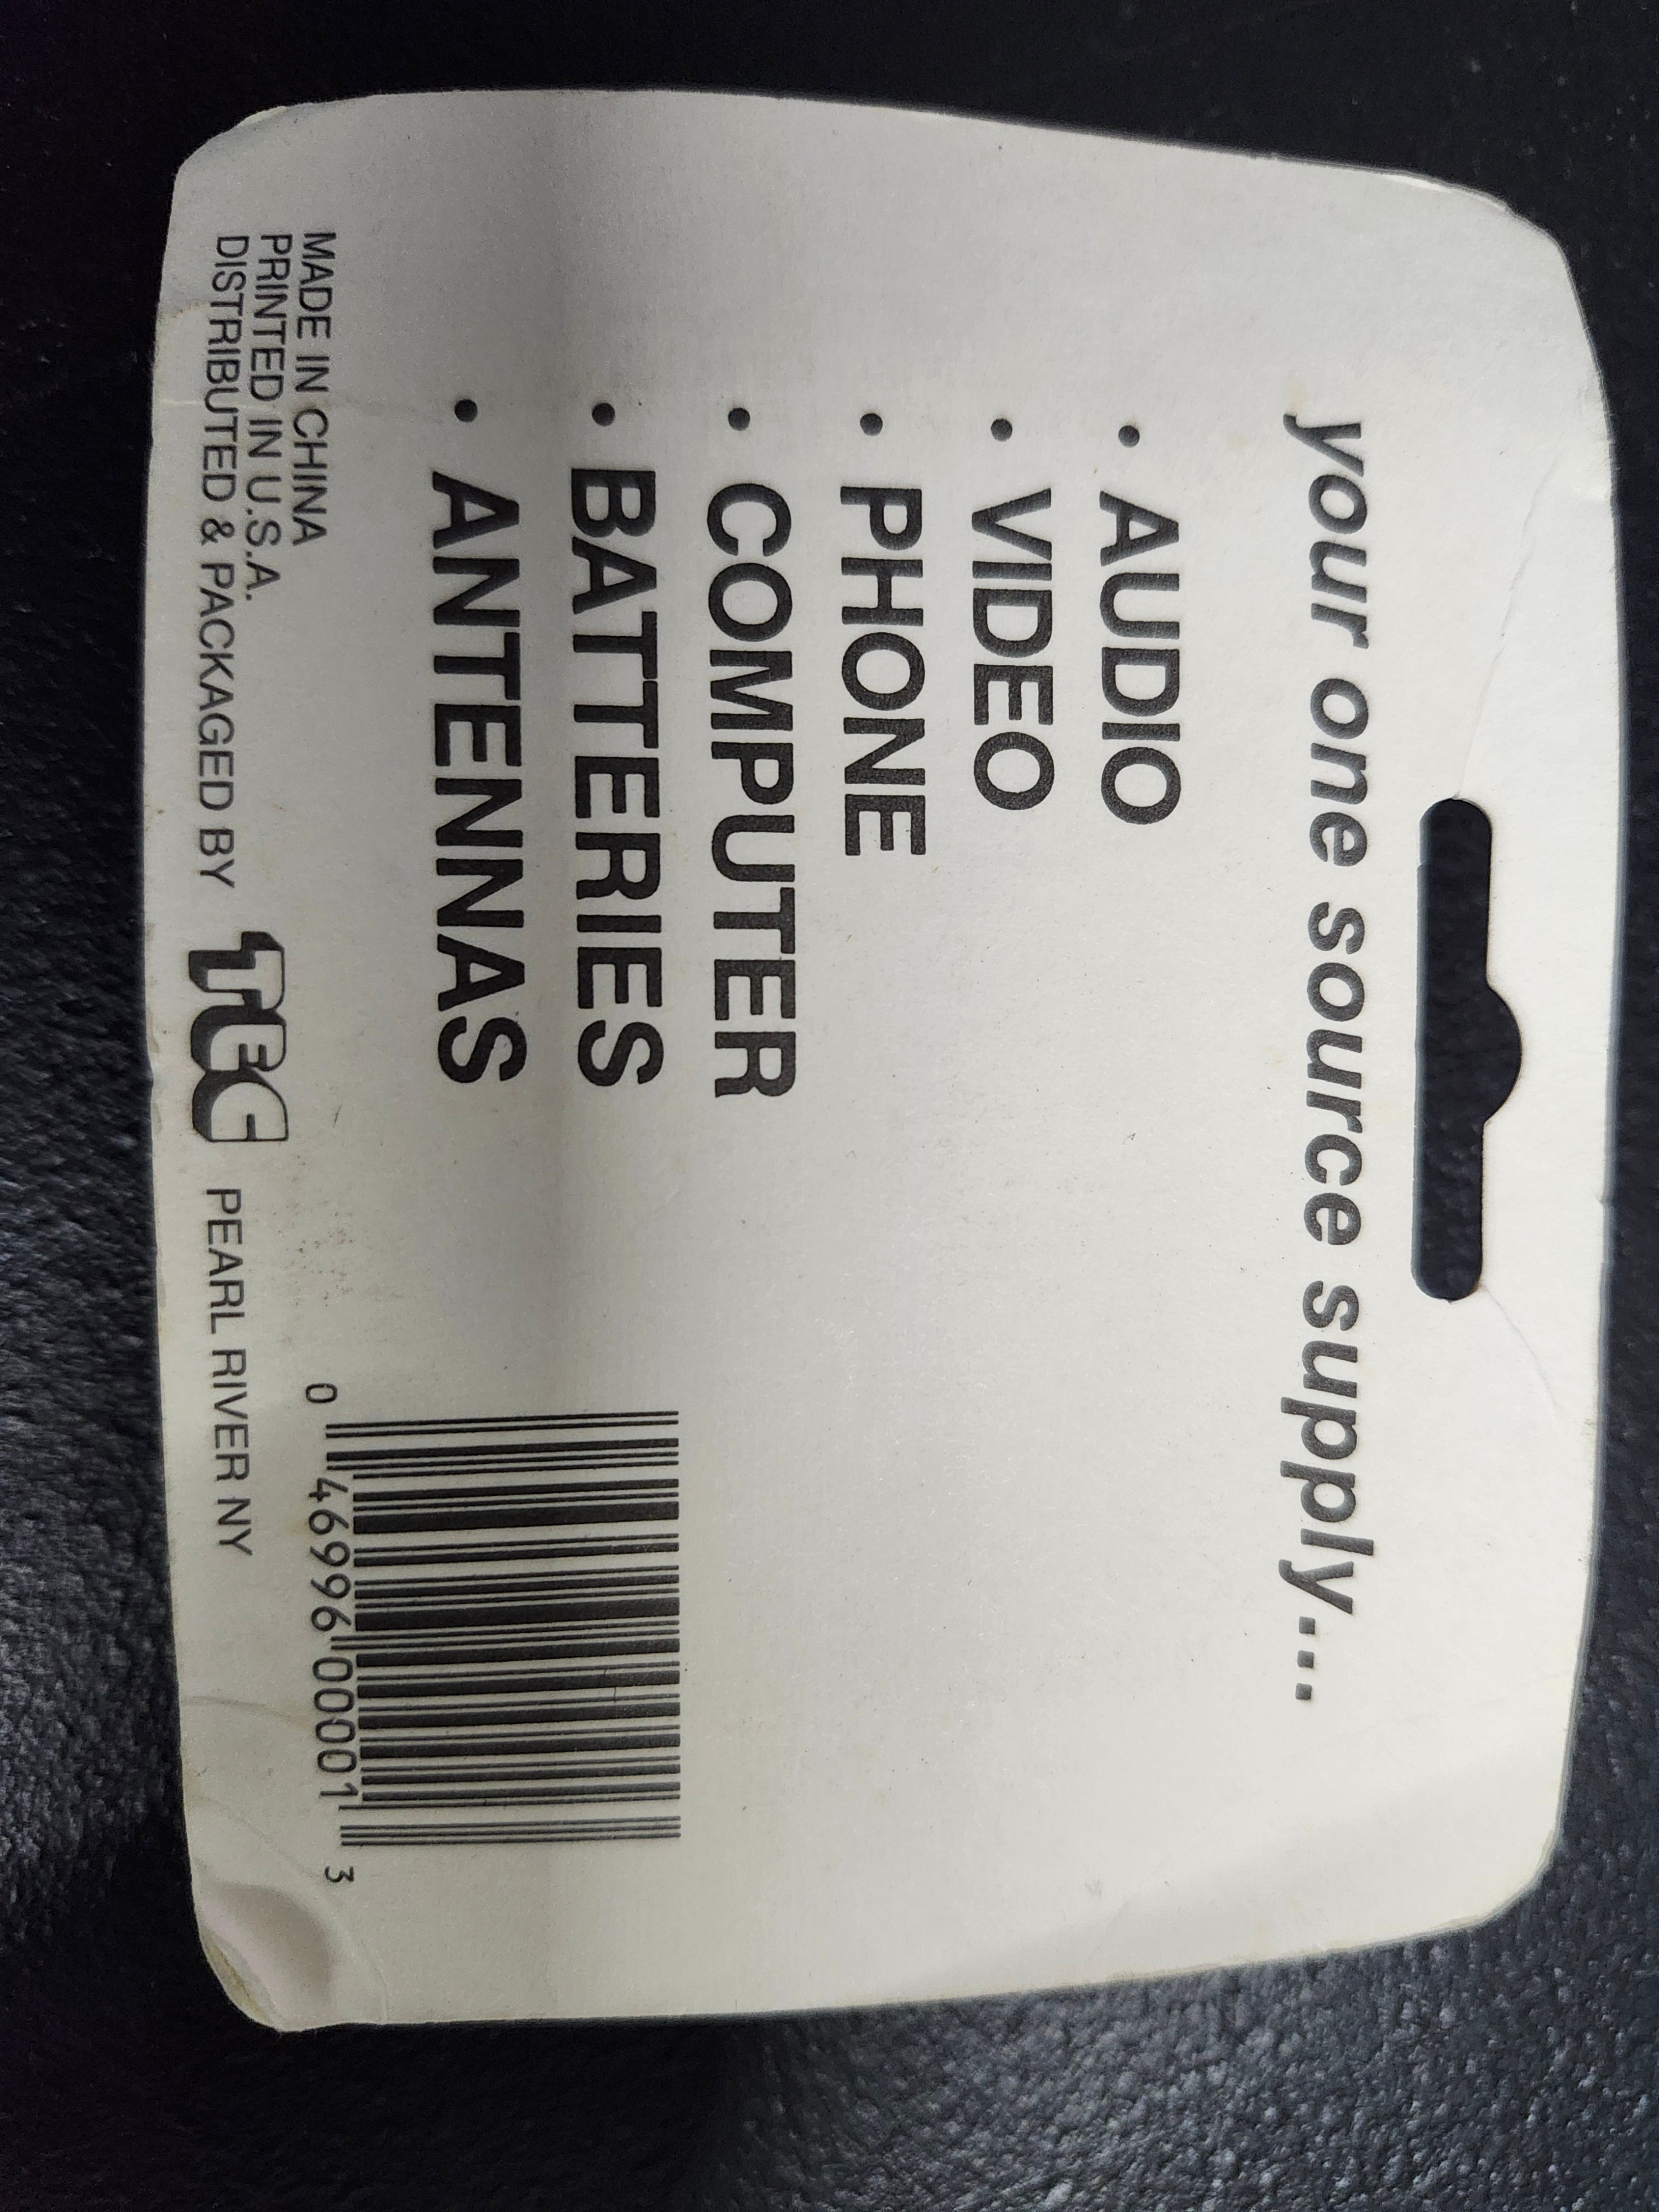 your one source supply...
• AUDIO
• VIDEO
• PHONE
• COMPUTER
• BATTERIES
• ANTENNAS
MADE IN CHINA
PRINTED IN U.S.A.
DISTRIBUTED & PACKAGED BY TEC PEARL RIVER NY
0 46996 00001 3